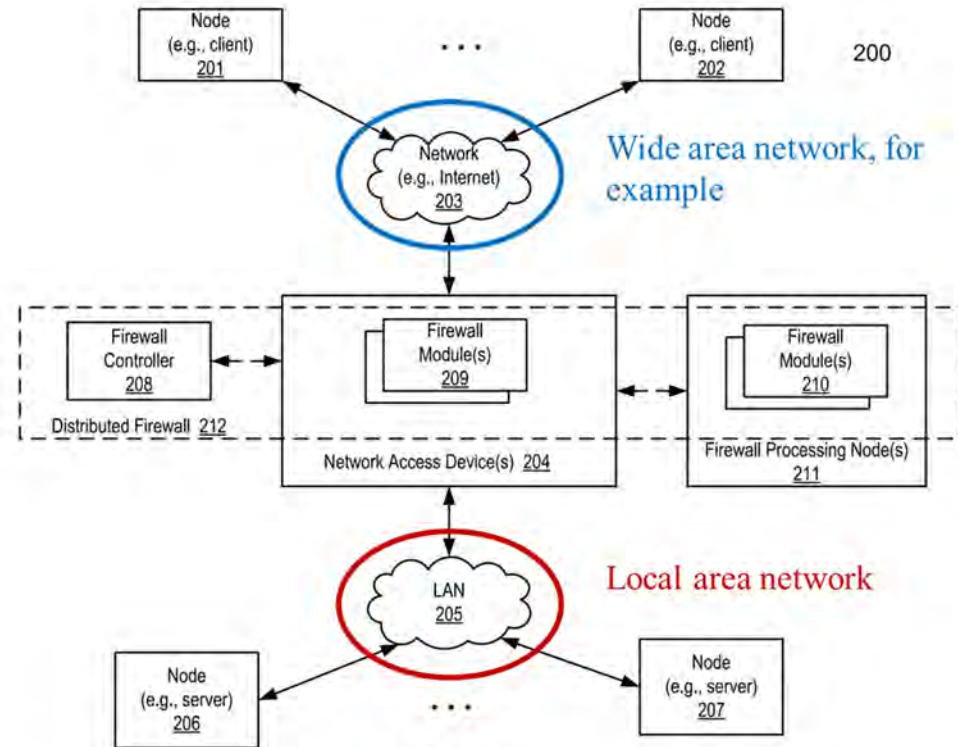 Node
(e.g., client)
201
. . .
Node
(e.g., client)
202
200
Network
(e.g., Internet)
203
Wide area network, for
example
Firewall
Controller
208
Distributed Firewall 212
Firewall
Module(s)
209
Network Access Device(s) 204
Firewall
Module(s)
210
Firewall Processing Node(s)
211
LAN
205
Local area network
Node
(e.g., server)
206
. . .
Node
(e.g., server)
207